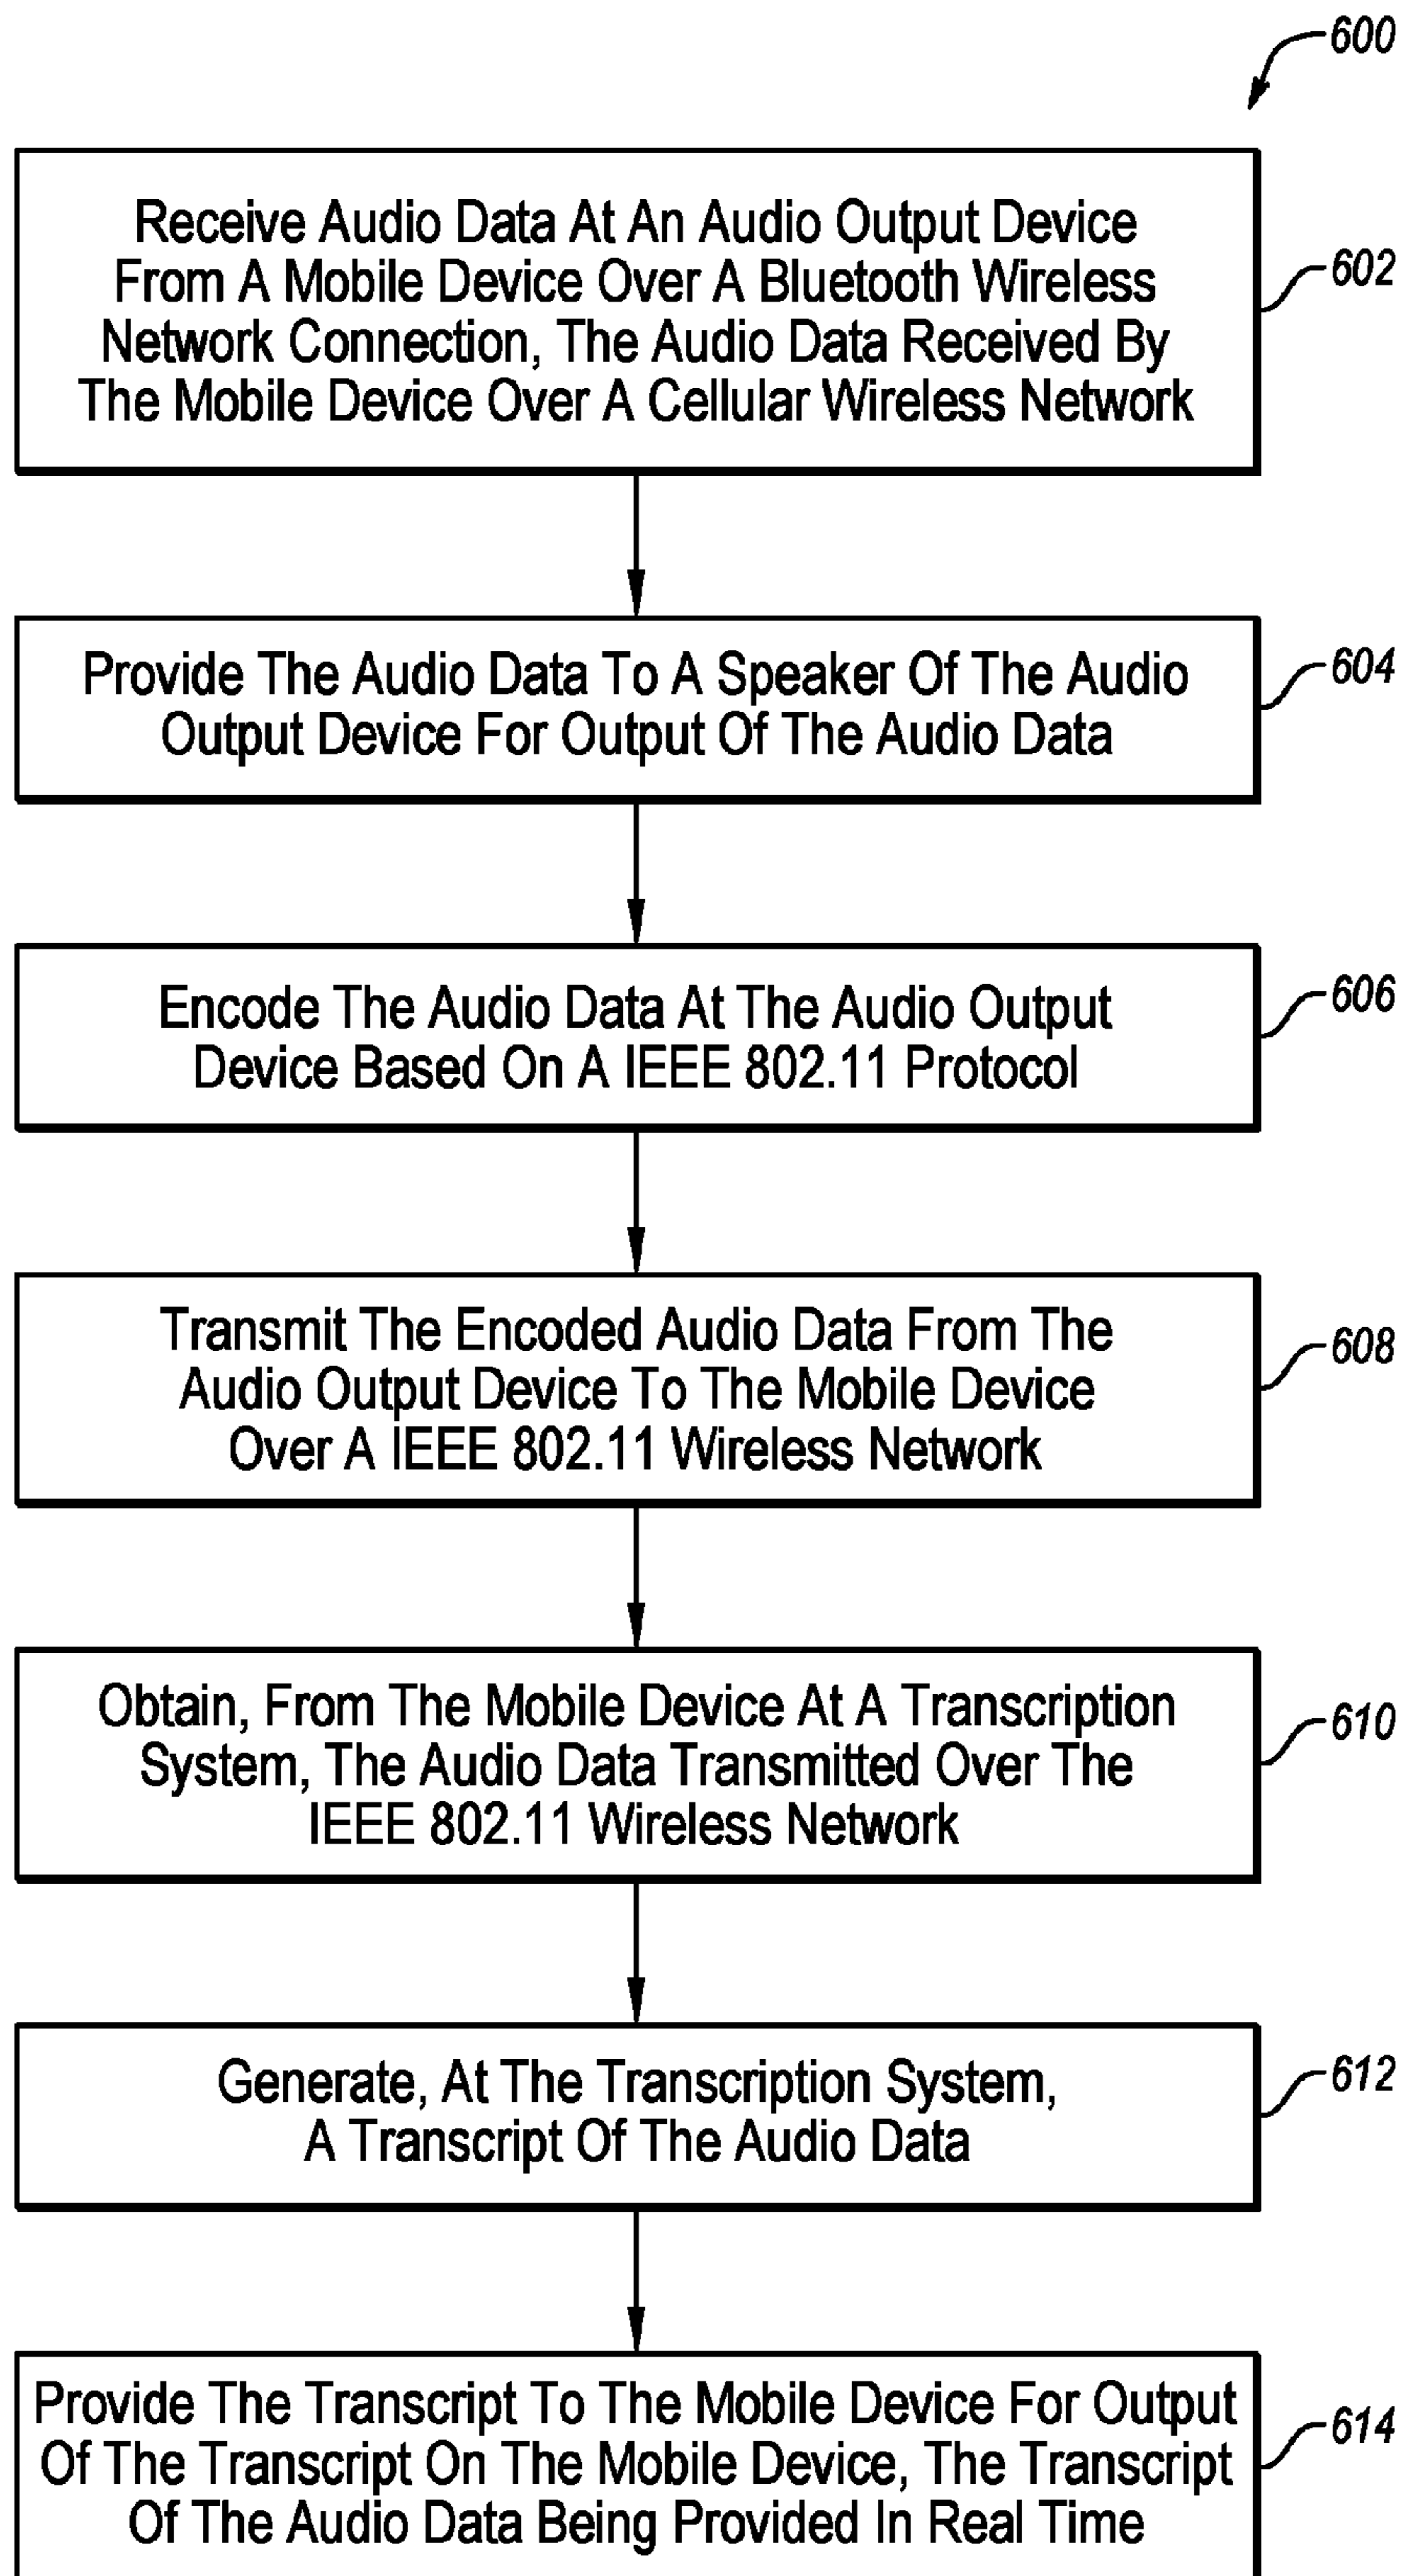 600
Receive Audio Data At An Audio Output Device
From A Mobile Device Over A Bluetooth Wireless
Network Connection, The Audio Data Received By
The Mobile Device Over A Cellular Wireless Network
602
Provide The Audio Data To A Speaker Of The Audio
Output Device For Output Of The Audio Data
604
Encode The Audio Data At The Audio Output
Device Based On A IEEE 802.11 Protocol
606
Transmit The Encoded Audio Data From The
Audio Output Device To The Mobile Device
Over A IEEE 802.11 Wireless Network
608
Obtain, From The Mobile Device At A Transcription
System, The Audio Data Transmitted Over The
IEEE 802.11 Wireless Network
610
Generate, At The Transcription System,
A Transcript Of The Audio Data
612
Provide The Transcript To The Mobile Device For Output
Of The Transcript On The Mobile Device, The Transcript
Of The Audio Data Being Provided In Real Time
614